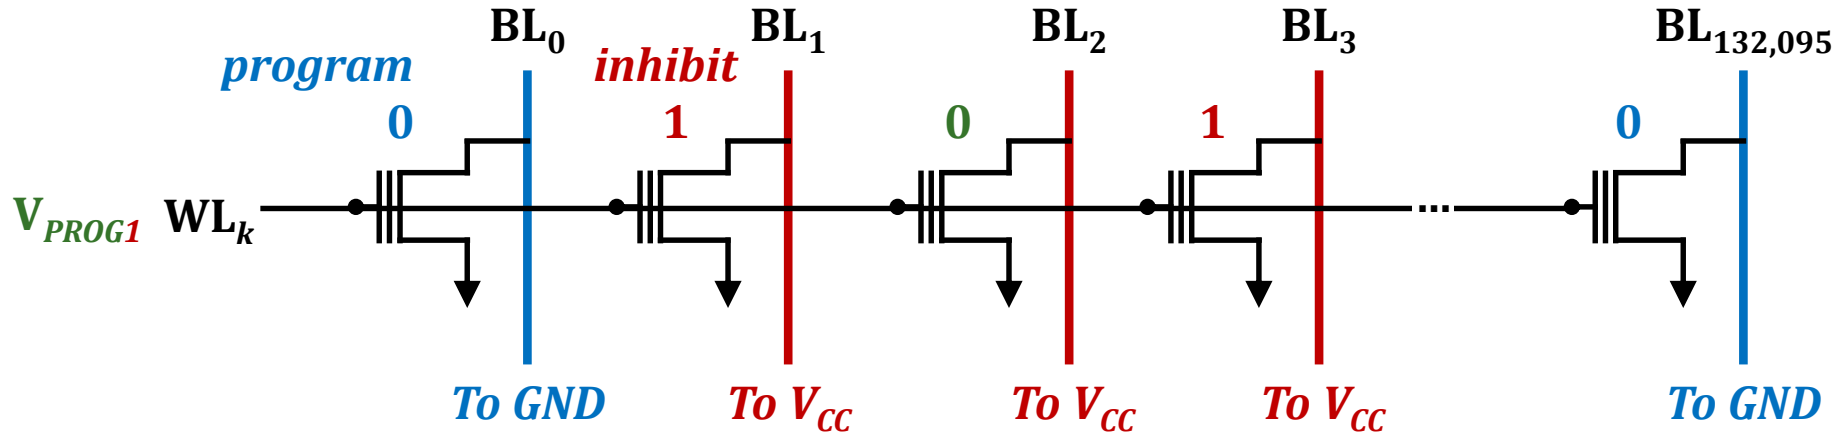 BL0 BL1 BL2 BL3 BL132,095
program inhibit
0 1 0 1 0
VPROG1 WLk ...
To GND To VCC To VCC To VCC To GND